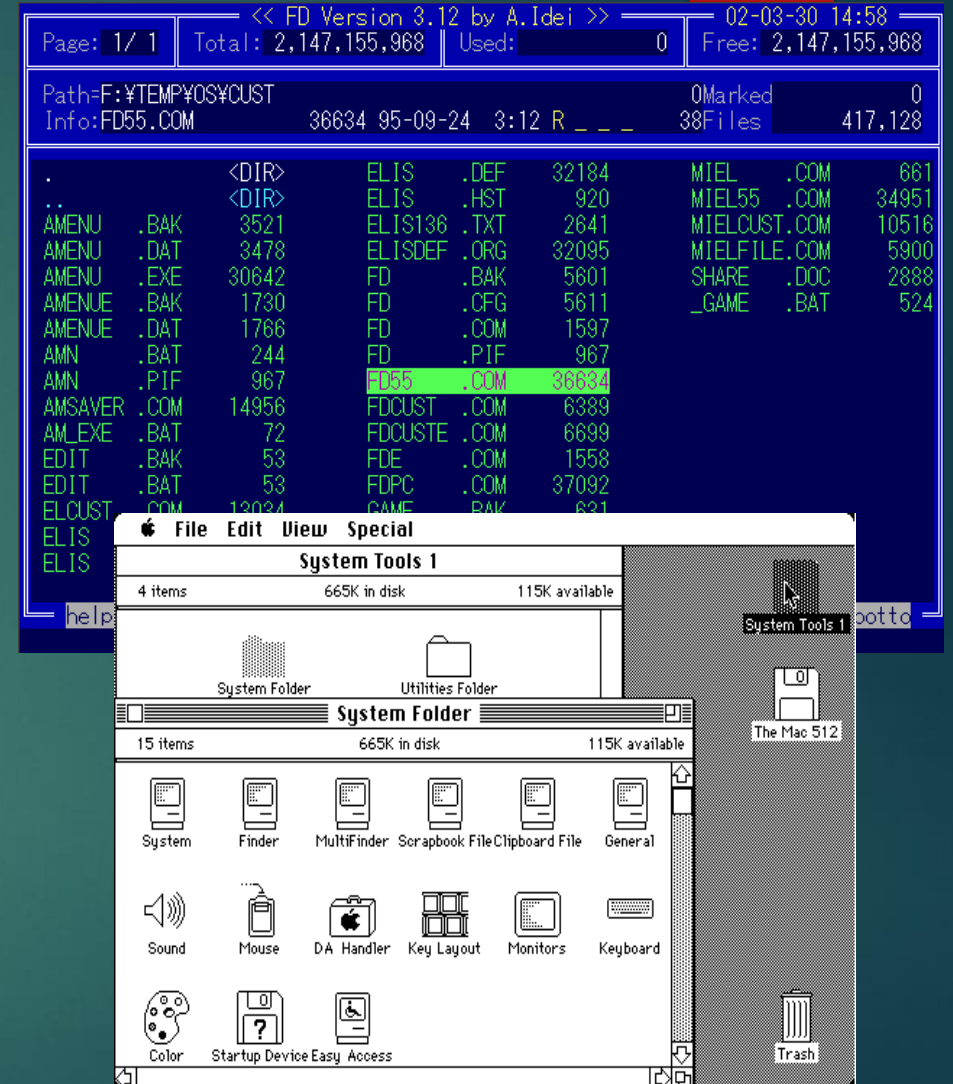 << FD Version 3.12 by A.Idei >> 02-03-30 14:58
Page: 1/ 1 Total: 2,147,155,968 Used: 0 Free: 2,147,155,968
Path=F:¥TEMP¥OS¥CUST 0Marked 0
Info:FD55.COM 36634 95-09-24 3:12 R _ _ _ 38Files 417,128
. <DIR> ELIS .DEF 32184 MIEL .COM 661
.. <DIR> ELIS .HST 920 MIEL55 .COM 34951
AMENU .BAK 3521 ELIS136 .TXT 2641 MIELCUST.COM 10516
AMENU .DAT 3478 ELISDEF .ORG 32095 MIELFILE.COM 5900
AMENU .EXE 30642 FD .BAK 5601 SHARE .DOC 2888
AMENUE .BAK 1730 FD .CFG 5611 _GAME .BAT 524
AMENUE .DAT 1766 FD .COM 1597
AMN .BAT 244 FD .PIF 967
AMN .PIF 967 FD55 .COM 36634
AMSAVER .COM 14956 FDCUST .COM 6389
AM_EXE .BAT 72 FDCUSTE .COM 6699
EDIT .BAK 53 FDE .COM 1558
EDIT .BAT 53 FDPC .COM 37092
ELCUST .COM 13034 GAME .BAK 631
ELIS
ELIS
help botto
File Edit View Special
System Tools 1
4 items 665K in disk 115K available
System Folder Utilities Folder
System Folder
15 items 665K in disk 115K available
System Finder MultiFinder Scrapbook File Clipboard File General
Sound Mouse DA Handler Key Layout Monitors Keyboard
Color Startup Device Easy Access
System Tools 1
The Mac 512
Trash